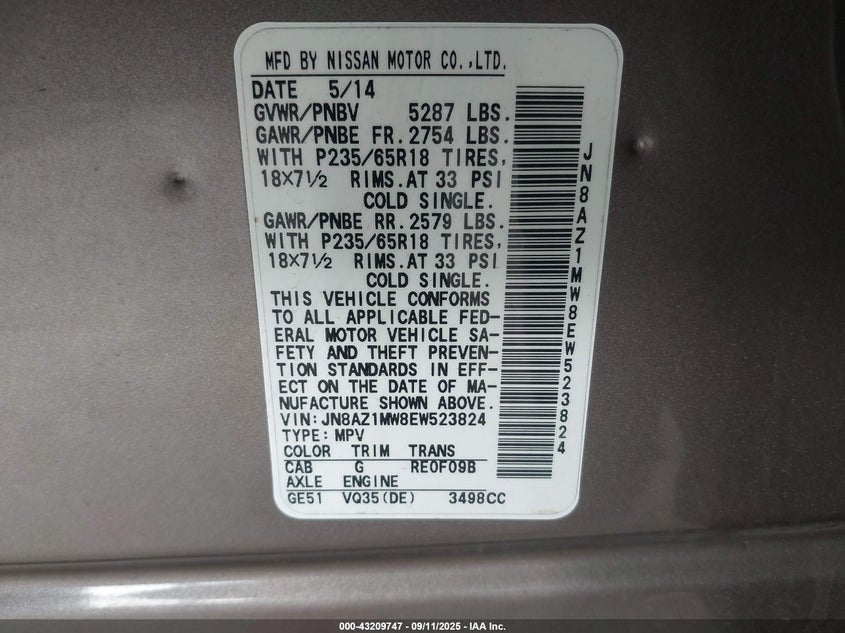 MFD BY NISSAN MOTOR CO.,LTD.
DATE 5/14
GVWR/PNBV 5287 LBS.
GAWR/PNBE FR. 2754 LBS.
WITH P235/65R18 TIRES,
18×7½ RIMS.AT 33 PSI
COLD SINGLE.
GAWR/PNBE RR. 2579 LBS.
WITH P235/65R18 TIRES,
18×7½ RIMS.AT 33 PSI
COLD SINGLE.
THIS VEHICLE CONFORMS
TO ALL APPLICABLE FED-
ERAL MOTOR VEHICLE SA-
FETY AND THEFT PREVEN-
TION STANDARDS IN EFF-
ECT ON THE DATE OF MA-
NUFACTURE SHOWN ABOVE.
VIN:JN8AZ1MW8EW523824
TYPE:MPV
COLOR TRIM TRANS
CAB G RE0F09B
AXLE ENGINE
GE51 VQ35(DE) 3498CC
JN8AZ1MW8EW523824
000-43209747 - 09/11/2025 - IAA Inc.